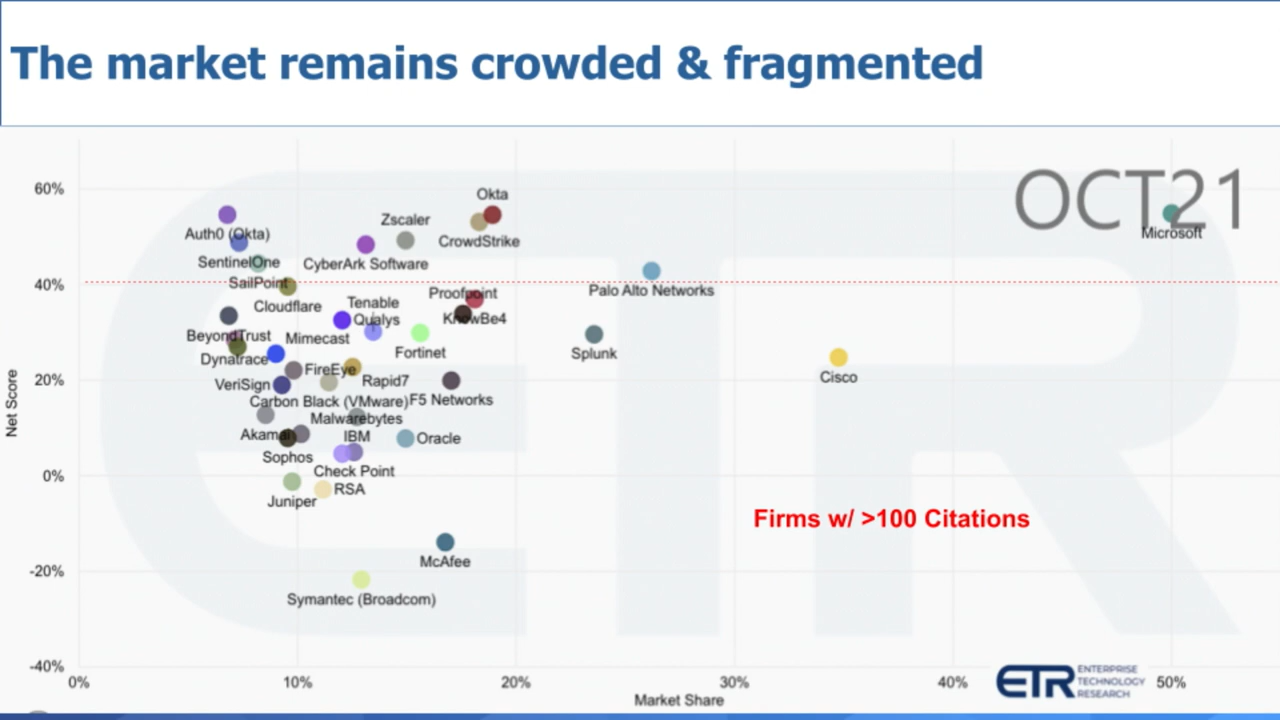 The market remains crowded & fragmented
OCT21
60%
40%
20%
0%
-20%
-40%
Net Score
Okta
Zscaler
Auth0 (Okta)
CrowdStrike
Microsoft
SentinelOne
CyberArk Software
SailPoint
Palo Alto Networks
Proofpoint
Cloudflare
Tenable
KnowBe4
Qualys
BeyondTrust
Mimecast
Fortinet
Splunk
Dynatrace
FireEye
Cisco
VeriSign
Rapid7
Carbon Black (VMware)
F5 Networks
Malwarebytes
Akamai
IBM
Oracle
Sophos
Check Point
RSA
Juniper
Firms w/ >100 Citations
McAfee
Symantec (Broadcom)
0%
10%
20%
30%
40%
50%
Market Share
ETR
ENTERPRISE
TECHNOLOGY
RESEARCH
ETR